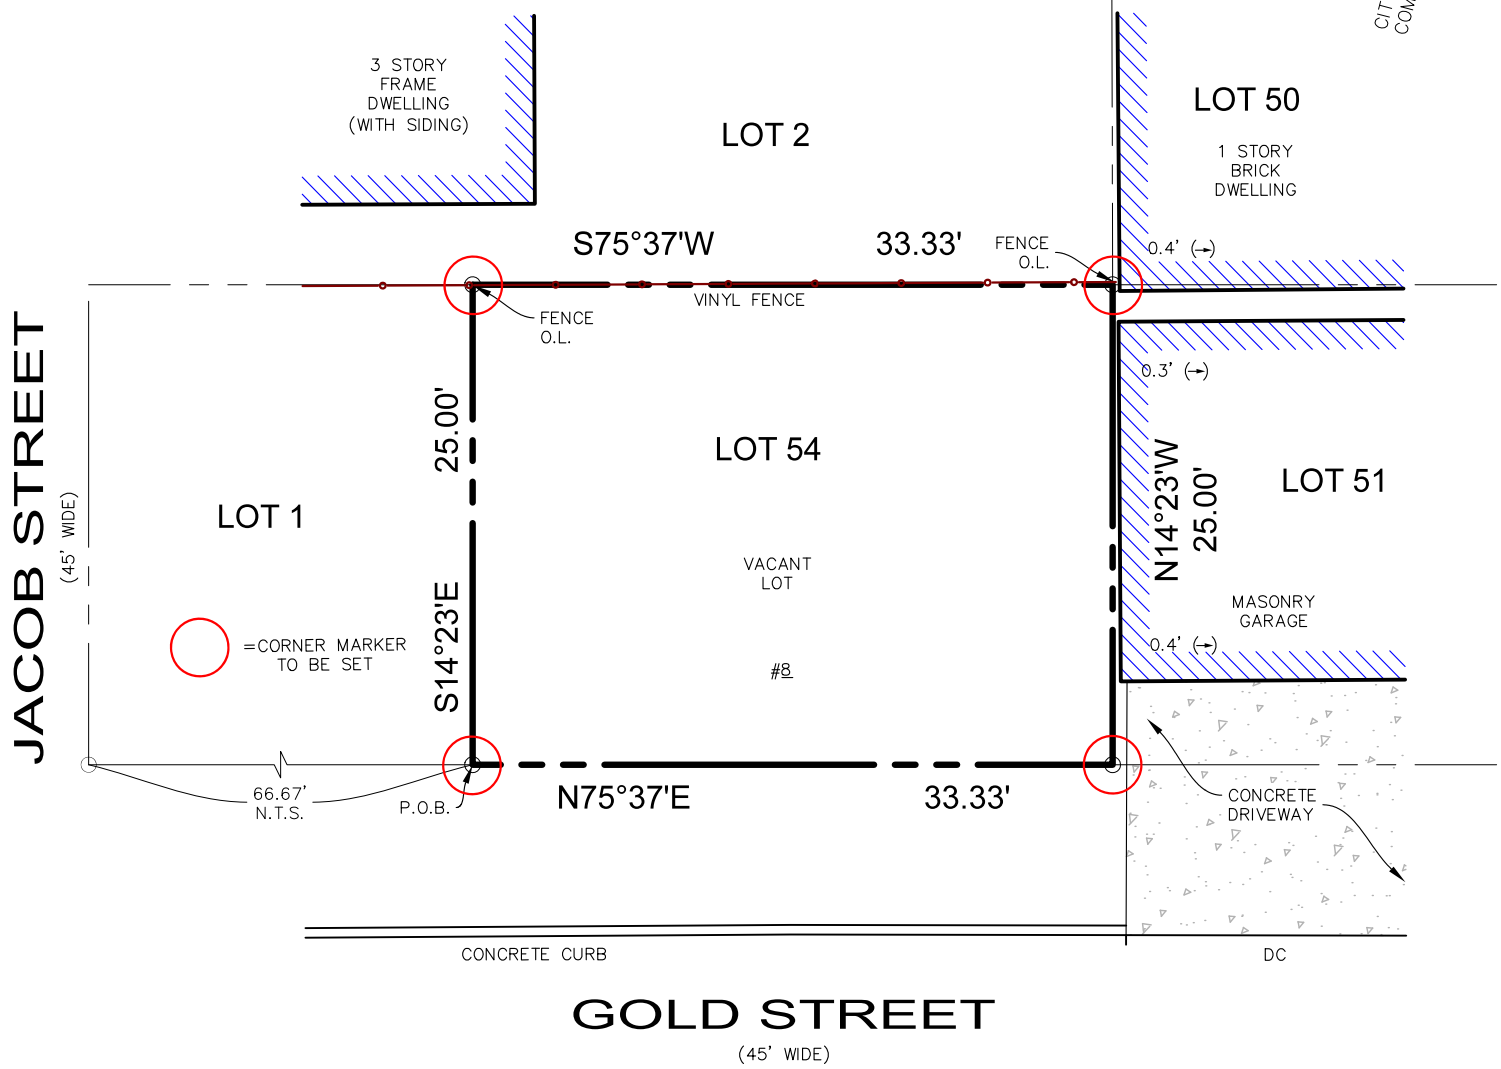 CIT
COM
3 STORY
FRAME
DWELLING
(WITH SIDING)
LOT 2
LOT 50
1 STORY
BRICK
DWELLING
S75°37'W 33.33'
FENCE
O.L.
0.4'
VINYL FENCE
FENCE
O.L.
0.3'
JACOB STREET
(45' WIDE)
25.00'
S14°23'E
LOT 54
N14°23'W
25.00'
LOT 51
LOT 1
VACANT
LOT
MASONRY
GARAGE
=CORNER MARKER
TO BE SET
#8
0.4'
66.67'
N.T.S.
P.O.B.
N75°37'E 33.33'
CONCRETE
DRIVEWAY
CONCRETE CURB
DC
GOLD STREET
(45' WIDE)